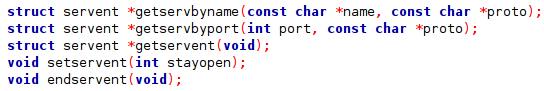 struct servent *getservbyname(const char *name, const char *proto);
struct servent *getservbyport(int port, const char *proto);
struct servent *getservent(void);
void setservent(int stayopen);
void endservent(void);